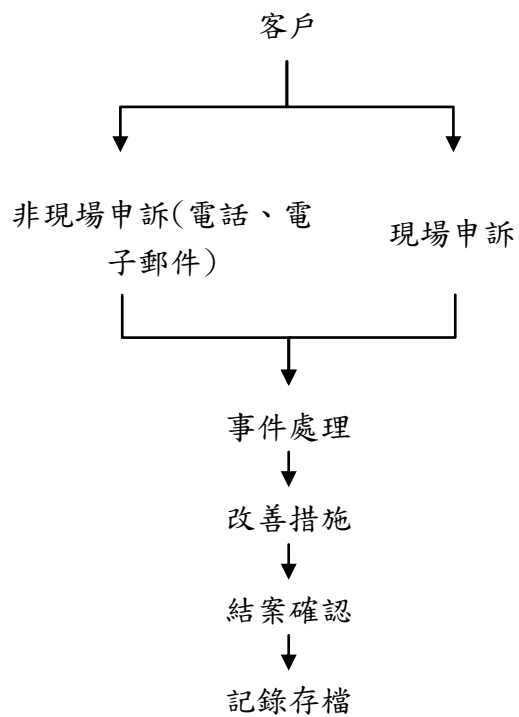 客戶
非現場申訴(電話、電
子郵件)
現場申訴
事件處理
改善措施
結案確認
記錄存檔